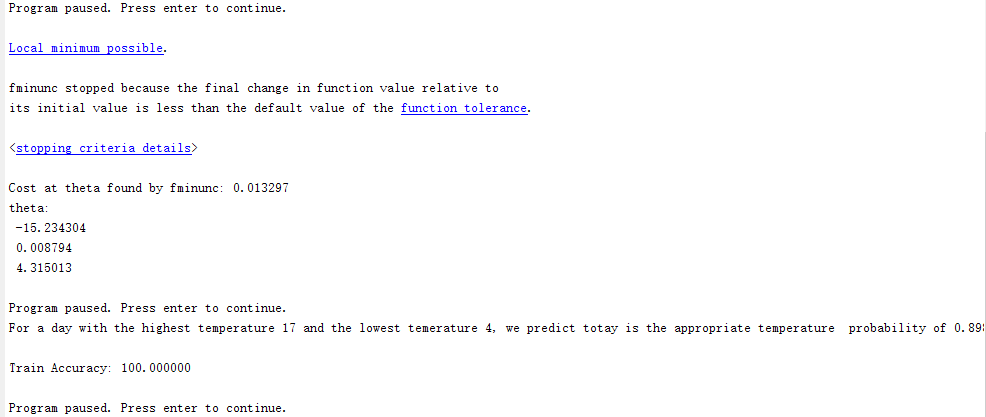 Program paused. Press enter to continue.
Local minimum possible.
fminunc stopped because the final change in function value relative to
its initial value is less than the default value of the function tolerance.
<stopping criteria details>
Cost at theta found by fminunc: 0.013297
theta:
-15.234304
0.008794
4.315013
Program paused. Press enter to continue.
For a day with the highest temperature 17 and the lowest temerature 4, we predict totay is the appropriate temperature  probability of 0.89
Train Accuracy: 100.000000
Program paused. Press enter to continue.